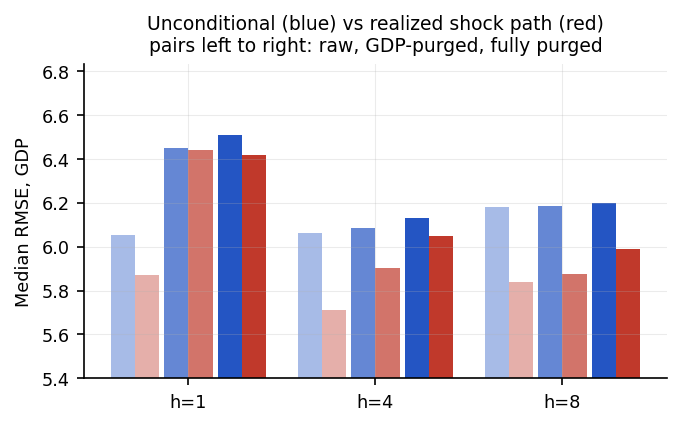 Unconditional (blue) vs realized shock path (red)
pairs left to right: raw, GDP-purged, fully purged
Median RMSE, GDP
6.8
6.6
6.4
6.2
6.0
5.8
5.6
5.4
h=1
h=4
h=8